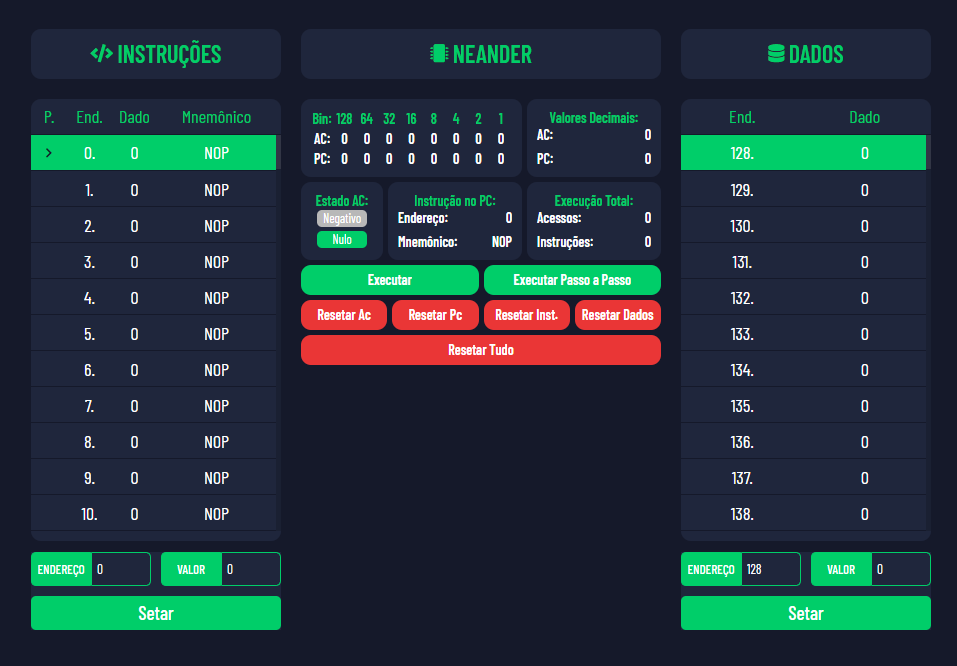 INSTRUÇÕES
P. End. Dado Mnemônico
> 0. 0 NOP
1. 0 NOP
2. 0 NOP
3. 0 NOP
4. 0 NOP
5. 0 NOP
6. 0 NOP
7. 0 NOP
8. 0 NOP
9. 0 NOP
10. 0 NOP
ENDEREÇO 0 VALOR 0
Setar
NEANDER
Bin: 128 64 32 16 8 4 2 1
AC: 0 0 0 0 0 0 0 0
PC: 0 0 0 0 0 0 0 0
Valores Decimais:
AC: 0
PC: 0
Estado AC:
Negativo
Nulo
Instrução no PC:
Endereço: 0
Mnemônico: NOP
Execução Total:
Acessos: 0
Instruções: 0
Executar Executar Passo a Passo
Resetar Ac Resetar Pc Resetar Inst. Resetar Dados
Resetar Tudo
DADOS
End. Dado
128. 0
129. 0
130. 0
131. 0
132. 0
133. 0
134. 0
135. 0
136. 0
137. 0
138. 0
ENDEREÇO 128 VALOR 0
Setar